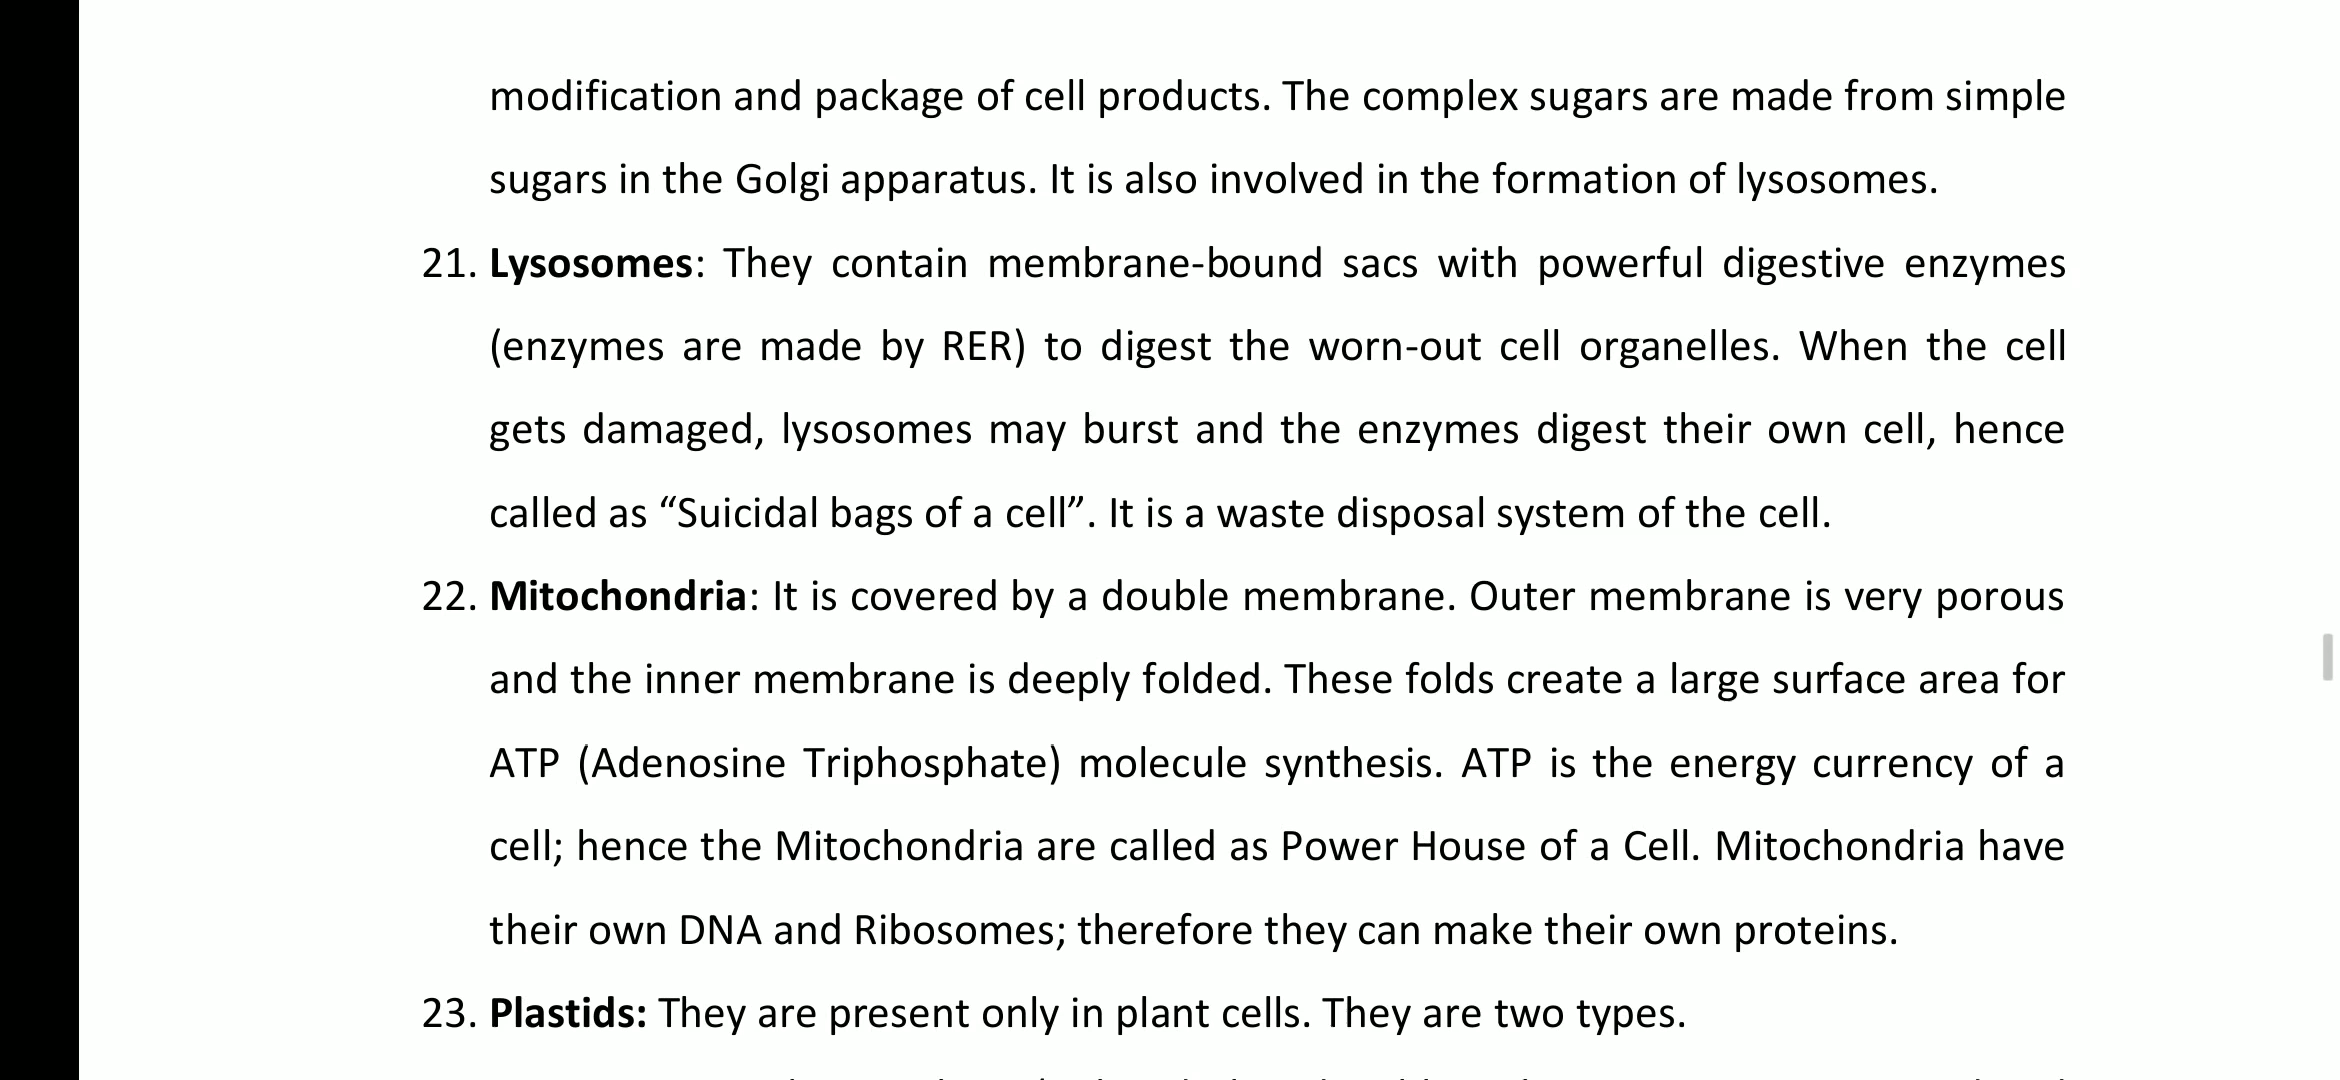 modification and package of cell products. The complex sugars are made from simple
sugars in the Golgi apparatus. It is also involved in the formation of lysosomes.
21. Lysosomes: They contain membrane-bound sacs with powerful digestive enzymes
(enzymes are made by RER) to digest the worn-out cell organelles. When the cell
gets damaged, lysosomes may burst and the enzymes digest their own cell, hence
called as “Suicidal bags of a cell”. It is a waste disposal system of the cell.
22. Mitochondria: It is covered by a double membrane. Outer membrane is very porous
and the inner membrane is deeply folded. These folds create a large surface area for
ATP (Adenosine Triphosphate) molecule synthesis. ATP is the energy currency of a
cell; hence the Mitochondria are called as Power House of a Cell. Mitochondria have
their own DNA and Ribosomes; therefore they can make their own proteins.
23. Plastids: They are present only in plant cells. They are two types.